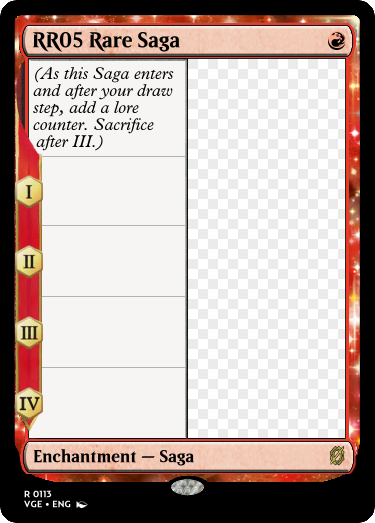 RR05 Rare Saga
(As this Saga enters
and after your draw
step, add a lore
counter. Sacrifice
after III.)
I
II
III
IV
Enchantment — Saga
R 0113
VGE • ENG